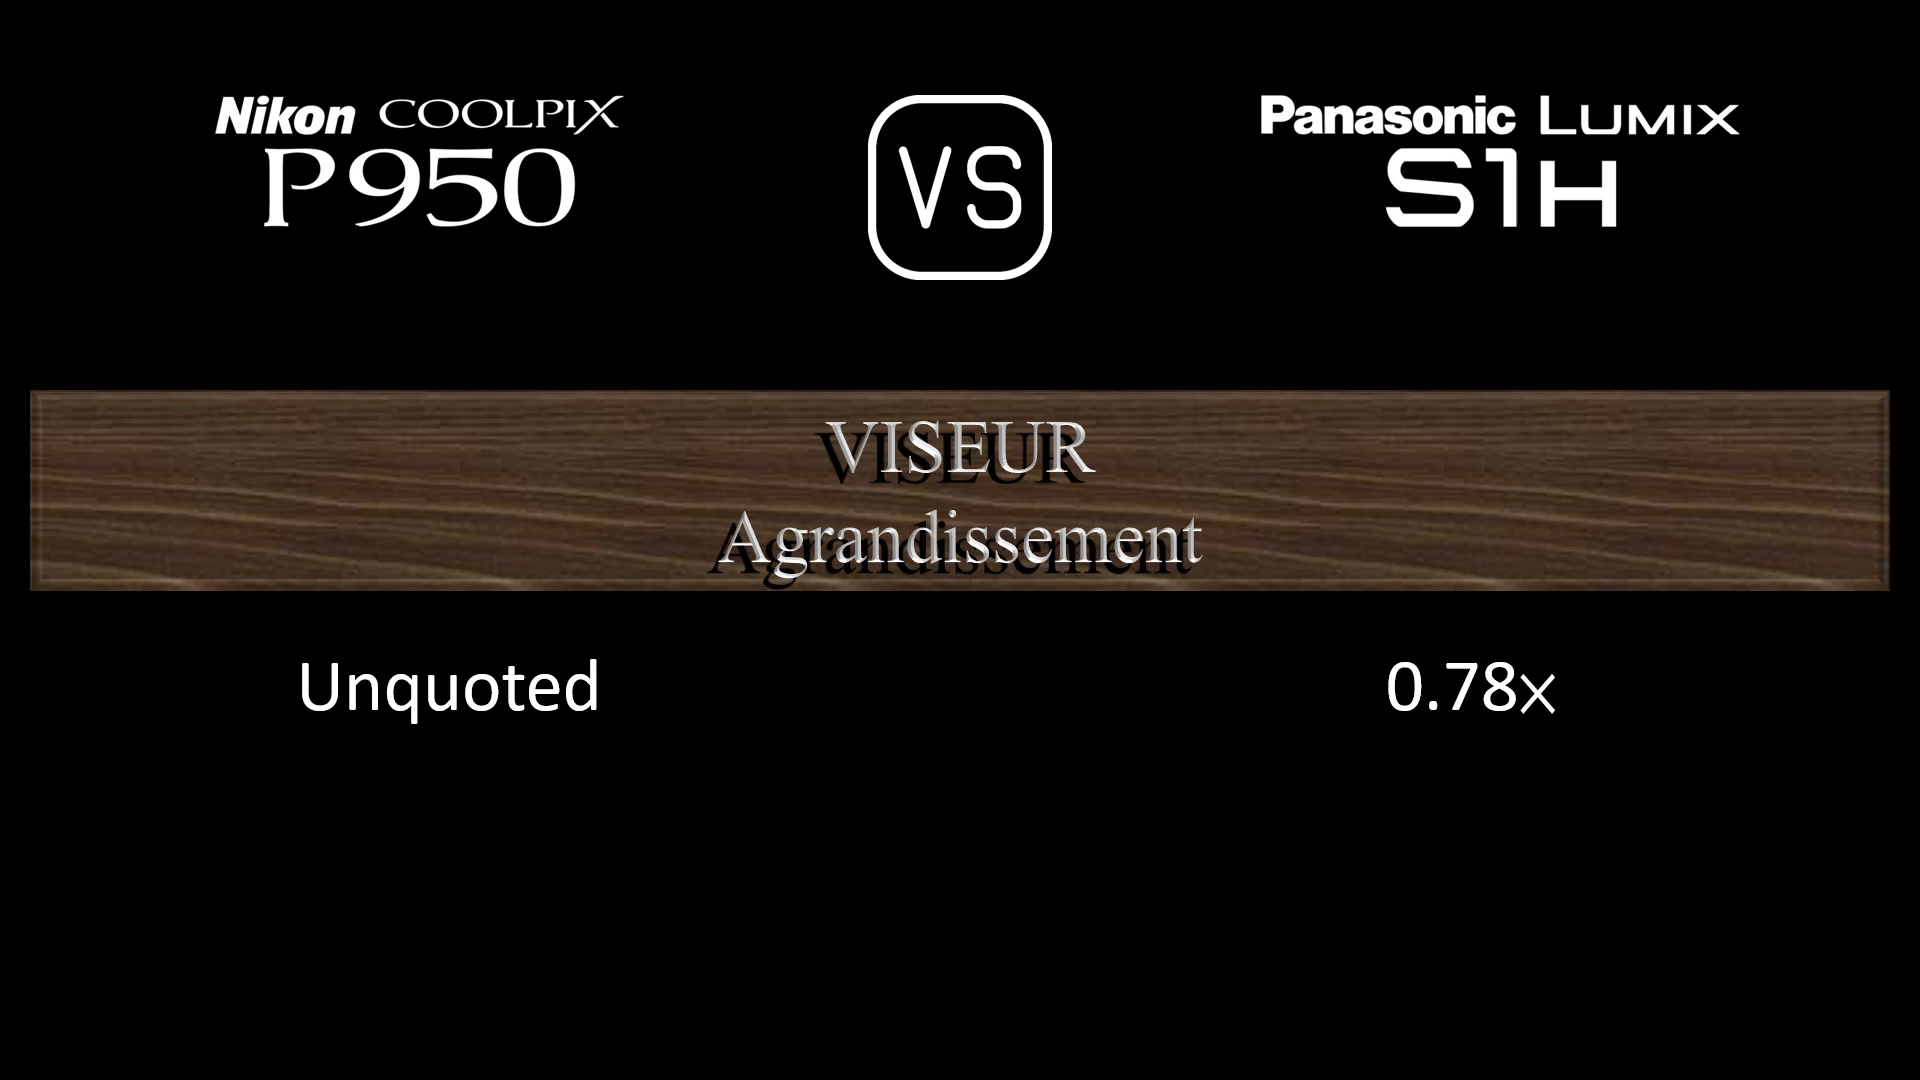 Nikon COOLPIX
P950
VS
Panasonic LUMIX
S1H
VISEUR
Agrandissement
Unquoted
0.78x